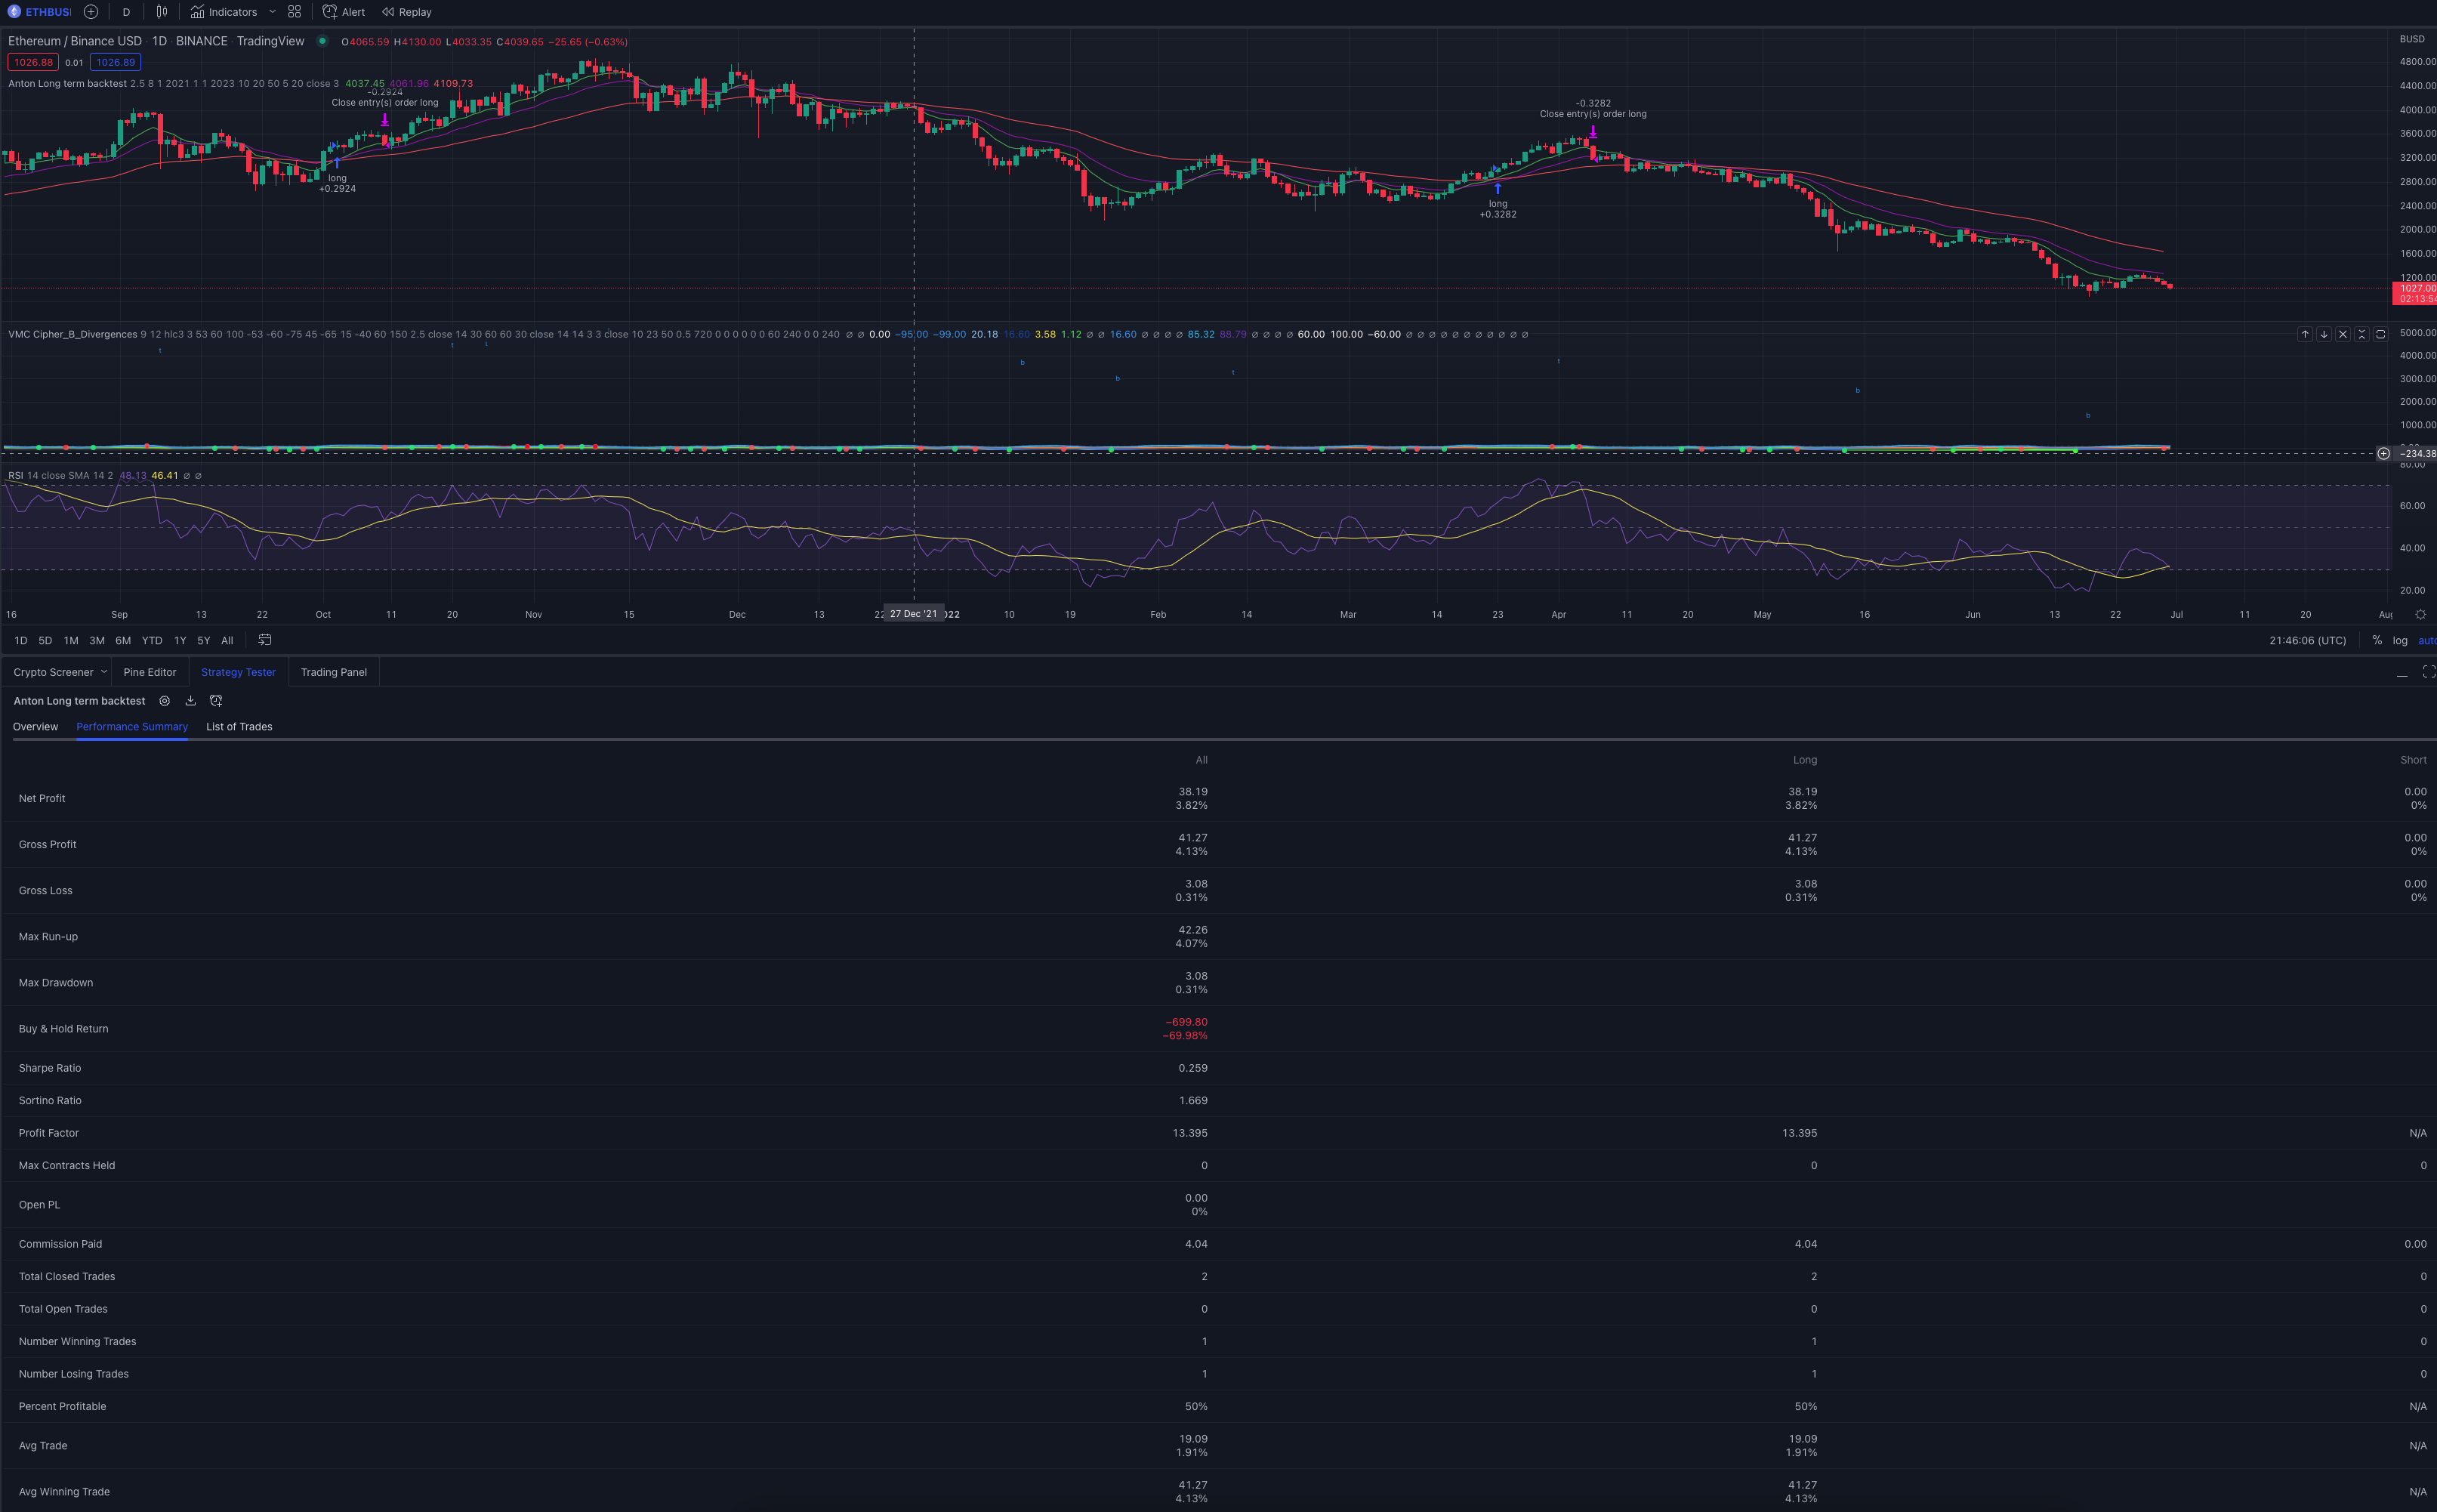 ETHBUSI D Indicators Alert Replay
Ethereum / Binance USD · 1D · BINANCE · TradingView O4065.59 H4130.00 L4033.35 C4039.65 −25.65 (−0.63%)
1026.88 0.01 1026.89
Anton Long term backtest 2.5 8 1 2021 1 1 2023 10 20 50 5 20 close 3 4037.45 4061.96 4109.73
-0.2924
Close entry(s) order long
long
+0.2924
-0.3282
Close entry(s) order long
long
+0.3282
BUSD
4800.00
4400.00
4000.00
3600.00
3200.00
2800.00
2400.00
2000.00
1600.00
1200.00
1027.00
02:13:54
VMC Cipher_B_Divergences 9 12 hlc3 3 53 60 100 -53 -60 -75 45 -65 15 -40 60 150 2.5 close 14 30 60 60 30 close 14 14 3 3 close 10 23 50 0.5 720 0 0 0 0 0 0 60 240 0 0 240 ∅ ∅ 0.00 −95.00 −99.00 20.18 16.60 3.58 1.12 ∅ ∅ 16.60 ∅ ∅ ∅ ∅ 85.32 88.79 ∅ ∅ ∅ ∅ 60.00 100.00 −60.00 ∅ ∅ ∅ ∅ ∅ ∅ ∅ ∅ ∅ ∅ ∅
t t t b b t t b b
5000.00
4000.00
3000.00
2000.00
1000.00
−234.38
RSI 14 close SMA 14 2 48.13 46.41 ∅ ∅
80.00
60.00
40.00
20.00
16 Sep 13 22 Oct 11 20 Nov 15 Dec 13 22 27 Dec '21 022 10 19 Feb 14 Mar 14 23 Apr 11 20 May 16 Jun 13 22 Jul 11 20 Aug
1D 5D 1M 3M 6M YTD 1Y 5Y All 21:46:06 (UTC) % log auto
Crypto Screener Pine Editor Strategy Tester Trading Panel
Anton Long term backtest
Overview Performance Summary List of Trades
All Long Short
Net Profit 38.19 38.19 0.00
3.82% 3.82% 0%
Gross Profit 41.27 41.27 0.00
4.13% 4.13% 0%
Gross Loss 3.08 3.08 0.00
0.31% 0.31% 0%
Max Run-up 42.26
4.07%
Max Drawdown 3.08
0.31%
Buy & Hold Return −699.80
−69.98%
Sharpe Ratio 0.259
Sortino Ratio 1.669
Profit Factor 13.395 13.395 N/A
Max Contracts Held 0 0 0
Open PL 0.00
0%
Commission Paid 4.04 4.04 0.00
Total Closed Trades 2 2 0
Total Open Trades 0 0 0
Number Winning Trades 1 1 0
Number Losing Trades 1 1 0
Percent Profitable 50% 50% N/A
Avg Trade 19.09 19.09 N/A
1.91% 1.91%
Avg Winning Trade 41.27 41.27 N/A
4.13% 4.13%